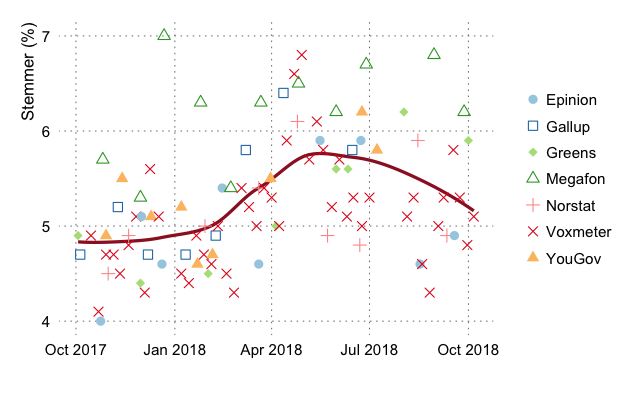 Stemmer (%)
7
6
5
4
Oct 2017
Jan 2018
Apr 2018
Jul 2018
Oct 2018
Epinion
Gallup
Greens
Megafon
Norstat
Voxmeter
YouGov